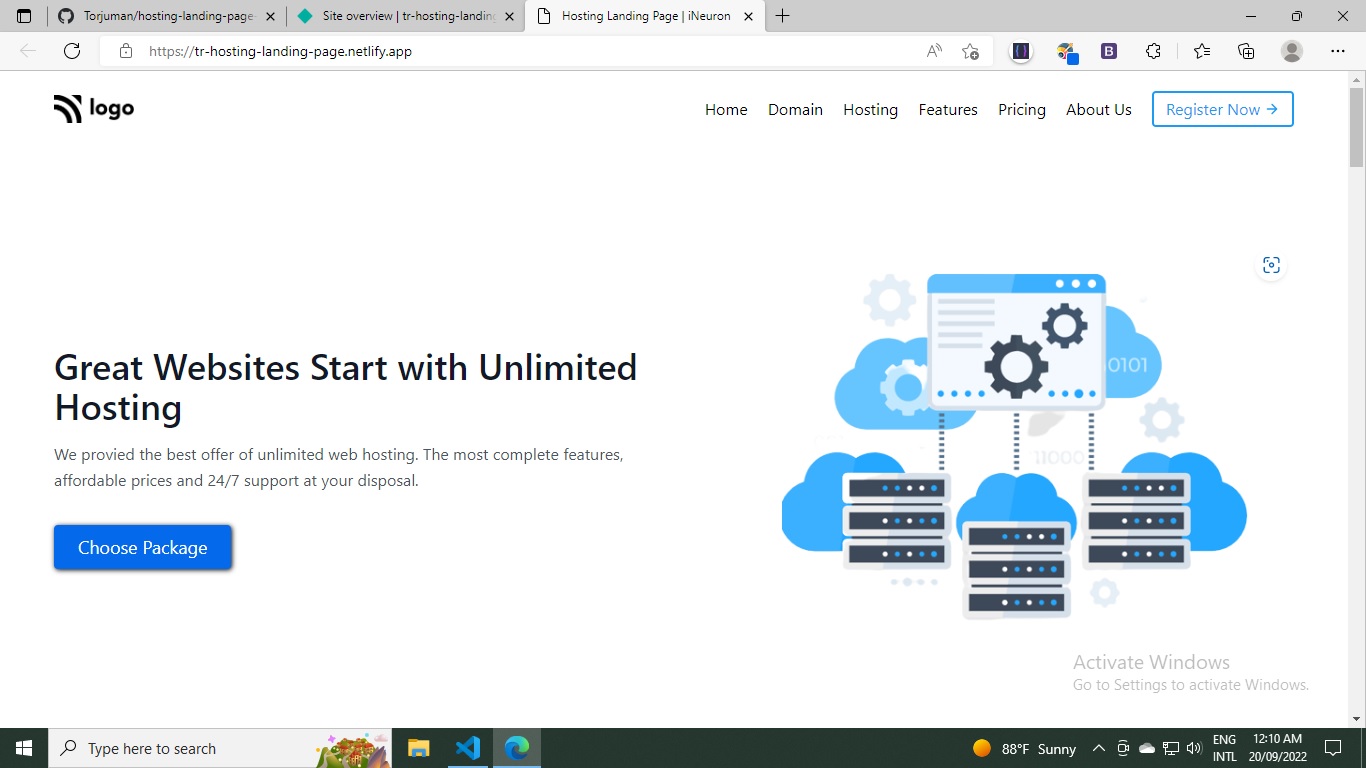 Torjuman/hosting-landing-page-
Site overview | tr-hosting-landing
Hosting Landing Page | iNeuron
https://tr-hosting-landing-page.netlify.app
logo
Home
Domain
Hosting
Features
Pricing
About Us
Register Now →
Great Websites Start with Unlimited
Hosting
We provied the best offer of unlimited web hosting. The most complete features,
affordable prices and 24/7 support at your disposal.
Choose Package
0101
11000
Activate Windows
Go to Settings to activate Windows.
Type here to search
88°F Sunny
ENG
INTL
12:10 AM
20/09/2022